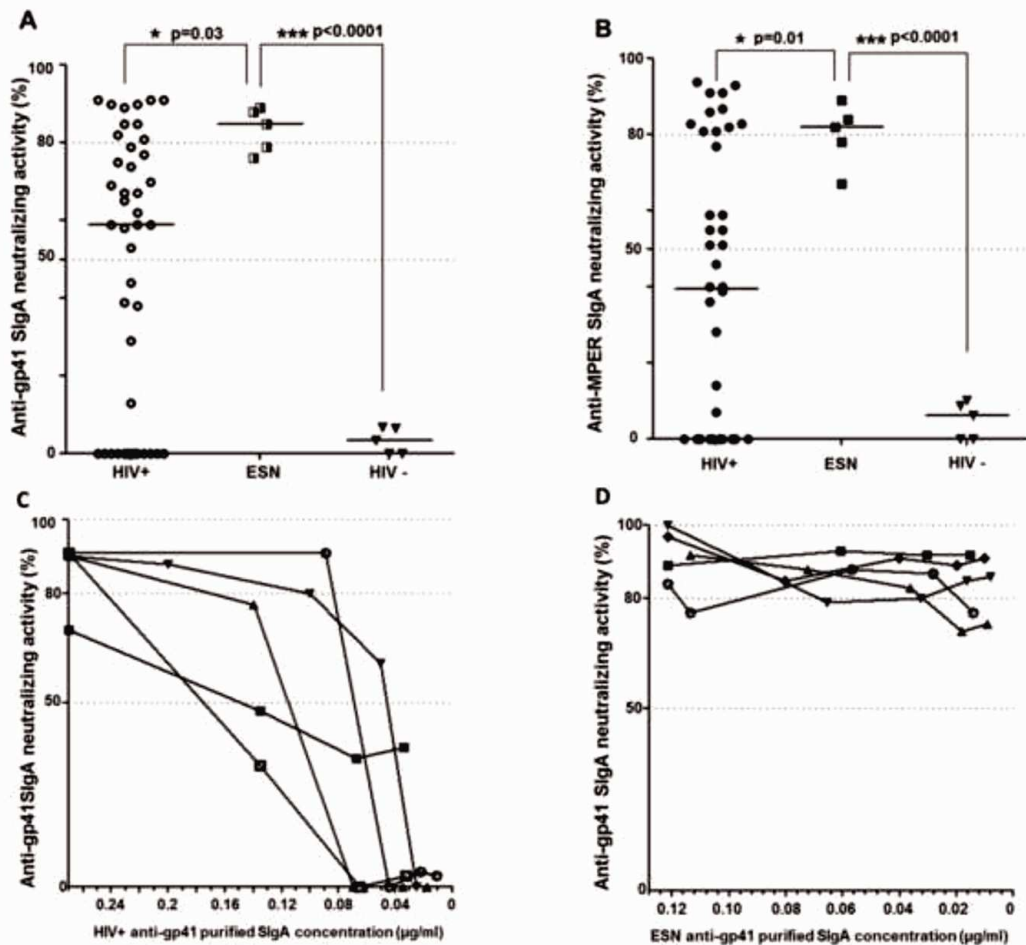 A
★ p=0.03
★★★ p<0.0001
Anti-gp41 SIgA neutralizing activity (%)
100
80
50
0
HIV+
ESN
HIV -
B
★ p=0.01
★★★ p<0.0001
Anti-MPER SIgA neutralizing activity (%)
100
80
50
0
HIV+
ESN
HIV -
C
Anti-gp41SIgA neutralizing activity (%)
100
80
50
0
0.24
0.2
0.16
0.12
0.08
0.04
0
HIV+ anti-gp41 purified SIgA concentration (µg/ml)
D
Anti-gp41 SIgA neutralizing activity (%)
100
80
50
0
0.12
0.10
0.08
0.06
0.04
0.02
0
ESN anti-gp41 purified SIgA concentration (µg/ml)